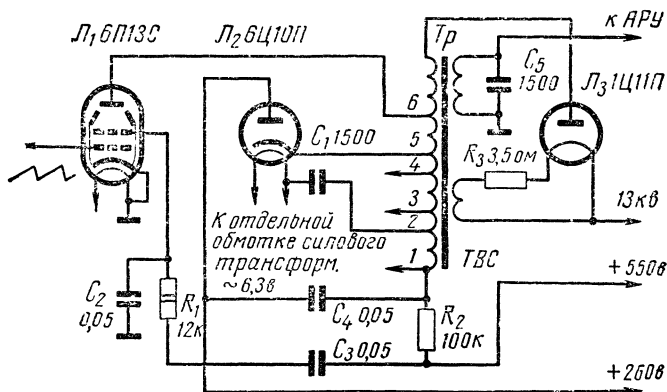 Л₁ 6П13С
Л₂ 6Ц10П
Тр
к АРУ
C₅
1500
Л₃ 1Ц11П
C₁ 1500
6
5
4
3
2
1
R₃ 3,5 ом
13кв
К отдельной
обмотке силового
трансформ.
~6,3в
ТВС
+550в
C₂
0,05
R₁
12к
C₄ 0,05
R₂
100к
C₃ 0,05
+260в